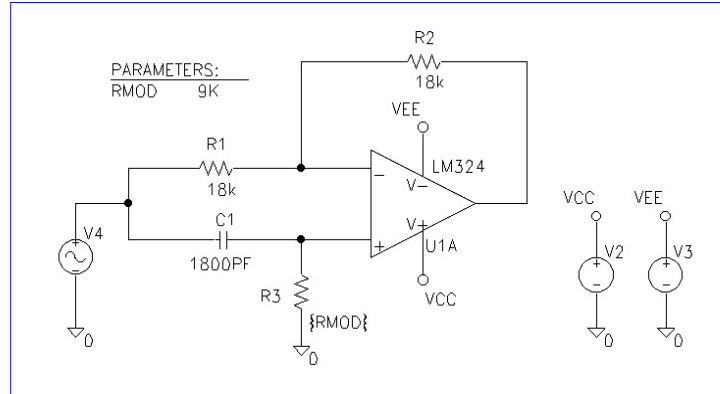 R2
18k
PARAMETERS:
RMOD 9K
VEE
R1
18k
LM324
−
V−
VCC
VEE
V4
+
−
C1
1800PF
V+
+
U1A
V2
+
−
V3
+
−
R3
{RMOD}
VCC
0
0
0
0